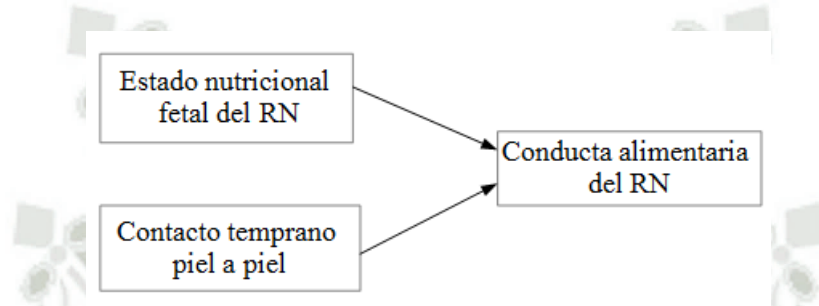 Estado nutricional
fetal del RN
Conducta alimentaria
del RN
Contacto temprano
piel a piel